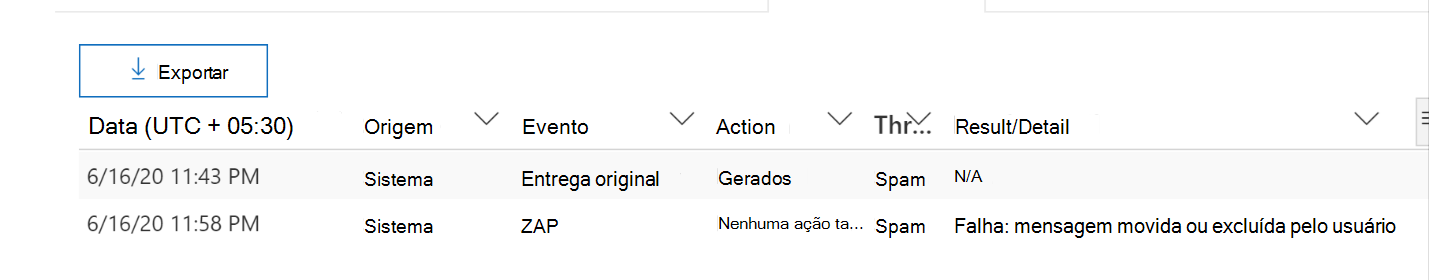 Exportar
Data (UTC + 05:30) Origem Evento Action Thr... Result/Detail
6/16/20 11:43 PM Sistema Entrega original Gerados Spam N/A
6/16/20 11:58 PM Sistema ZAP Nenhuma ação ta... Spam Falha: mensagem movida ou excluída pelo usuário